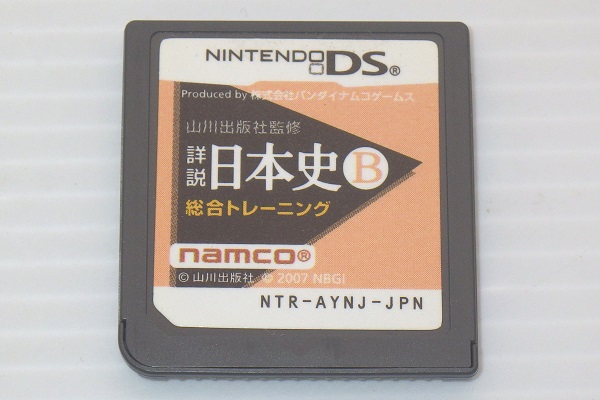 NINTENDO DS®
Produced by 株式会社バンダイナムコゲームス
山川出版社監修
詳説 日本史 B
総合トレーニング
namco®
© 山川出版社 © 2007 NBGI
NTR-AYNJ-JPN